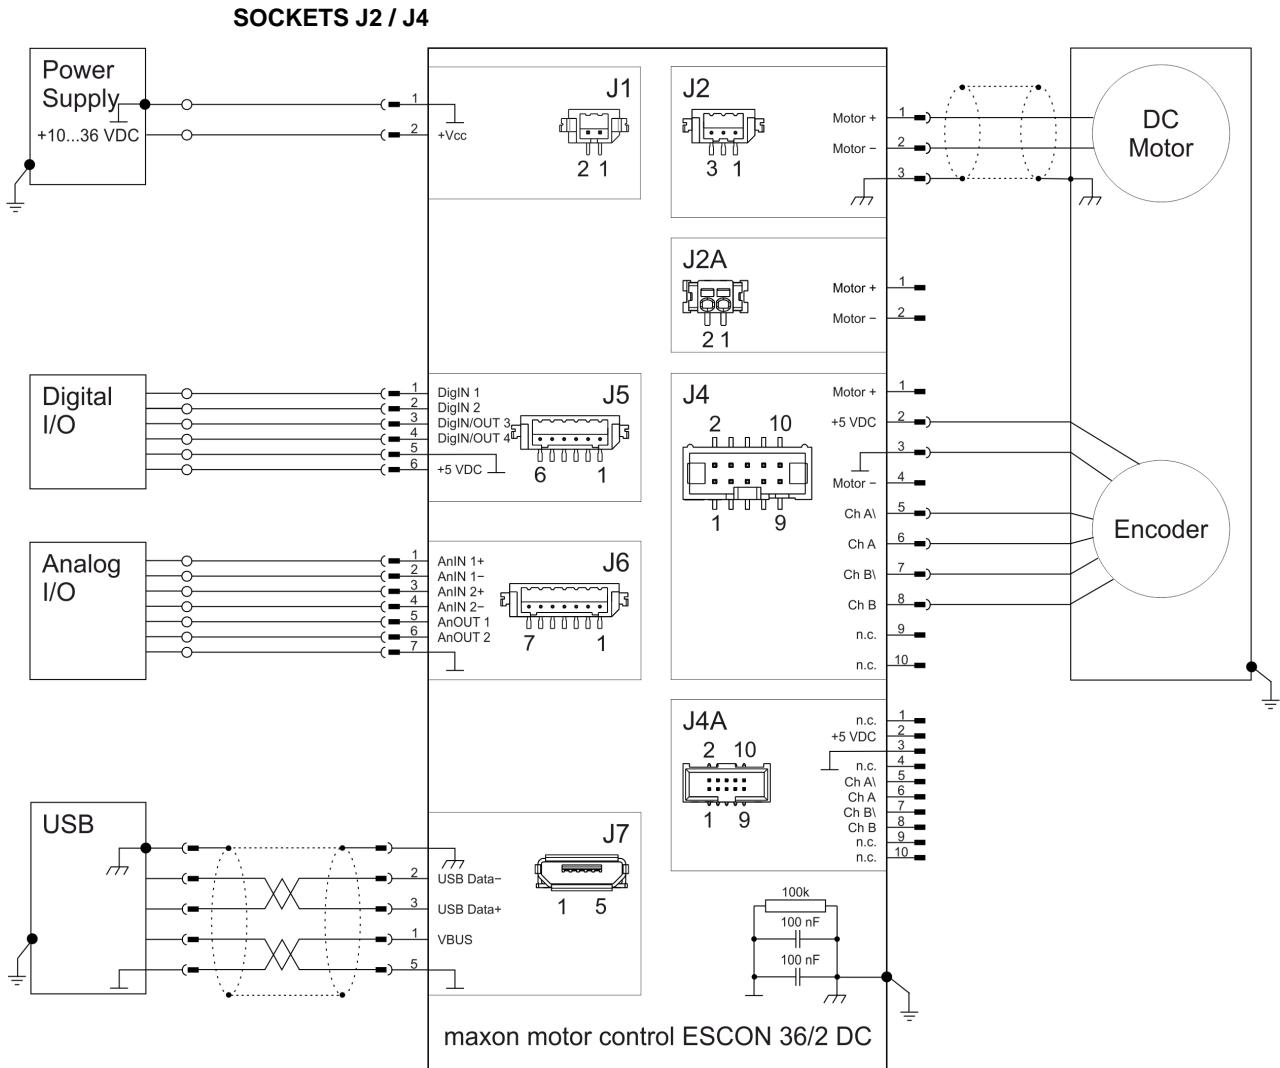 SOCKETS J2 / J4
Power
Supply
+10...36 VDC
1
2
+Vcc
J1
2 1
J2
3 1
Motor +
Motor −
1
2
3
DC
Motor
J2A
2 1
Motor +
Motor −
1
2
Digital
I/O
1
2
3
4
5
6
DigIN 1
DigIN 2
DigIN/OUT 3
DigIN/OUT 4
+5 VDC
J5
6 1
J4
2 10
1 9
Motor +
+5 VDC
Motor −
Ch A\
Ch A
Ch B\
Ch B
n.c.
n.c.
1
2
3
4
5
6
7
8
9
10
Encoder
Analog
I/O
1
2
3
4
5
6
7
AnIN 1+
AnIN 1−
AnIN 2+
AnIN 2−
AnOUT 1
AnOUT 2
J6
7 1
J4A
2 10
1 9
n.c.
+5 VDC
n.c.
Ch A\
Ch A
Ch B\
Ch B
n.c.
n.c.
1
2
3
4
5
6
7
8
9
10
USB
2
3
1
5
USB Data−
USB Data+
VBUS
J7
1 5
100k
100 nF
100 nF
maxon motor control ESCON 36/2 DC